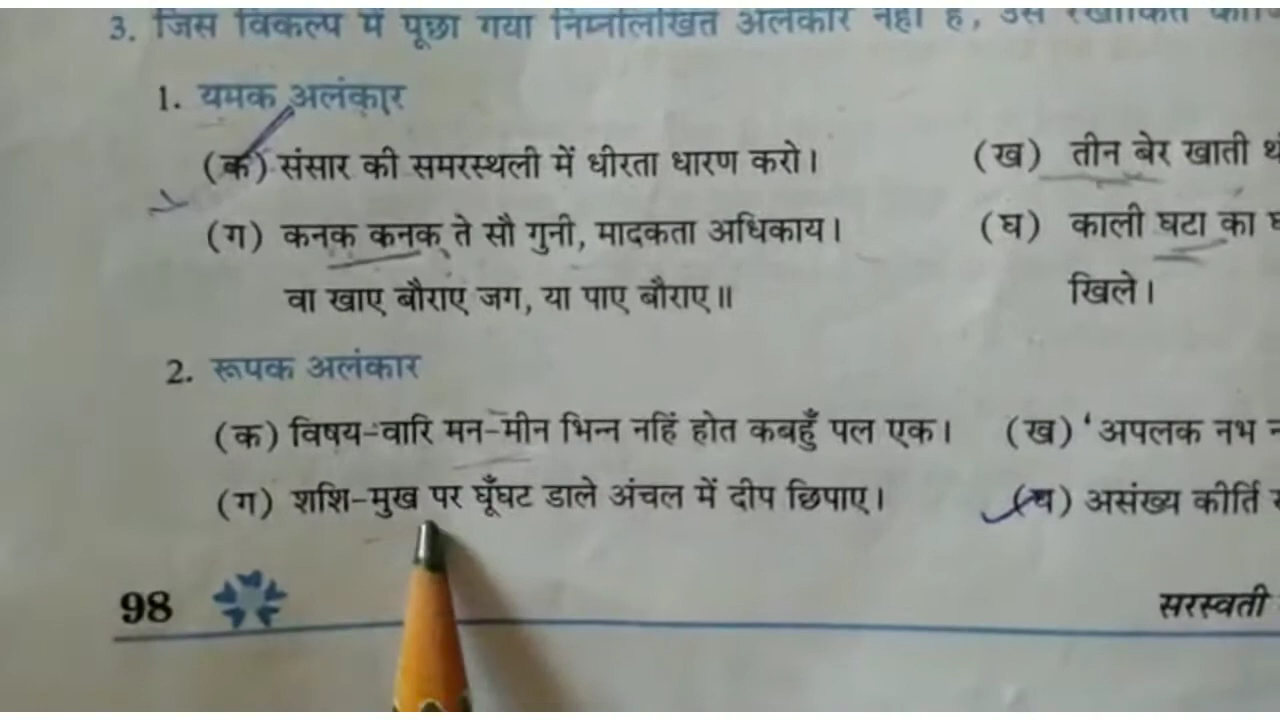 3. जिस विकल्प में पूछा गया निम्नलिखित अलंकार नहीं है, उसे रेखांकित
1. यमक अलंकार
(क) संसार की समरस्थली में धीरता धारण करो। (ख) तीन बेर खाती
(ग) कनक कनक ते सौ गुनी, मादकता अधिकाय। (घ) काली घटा का
वा खाए बौराए जग, या पाए बौराए॥ खिले।
2. रूपक अलंकार
(क) विषय-वारि मन-मीन भिन्न नहिं होत कबहुँ पल एक। (ख) 'अपलक नभ
(ग) शशि-मुख पर घूँघट डाले अंचल में दीप छिपाए। (घ) असंख्य कीर्ति
98 सरस्वती